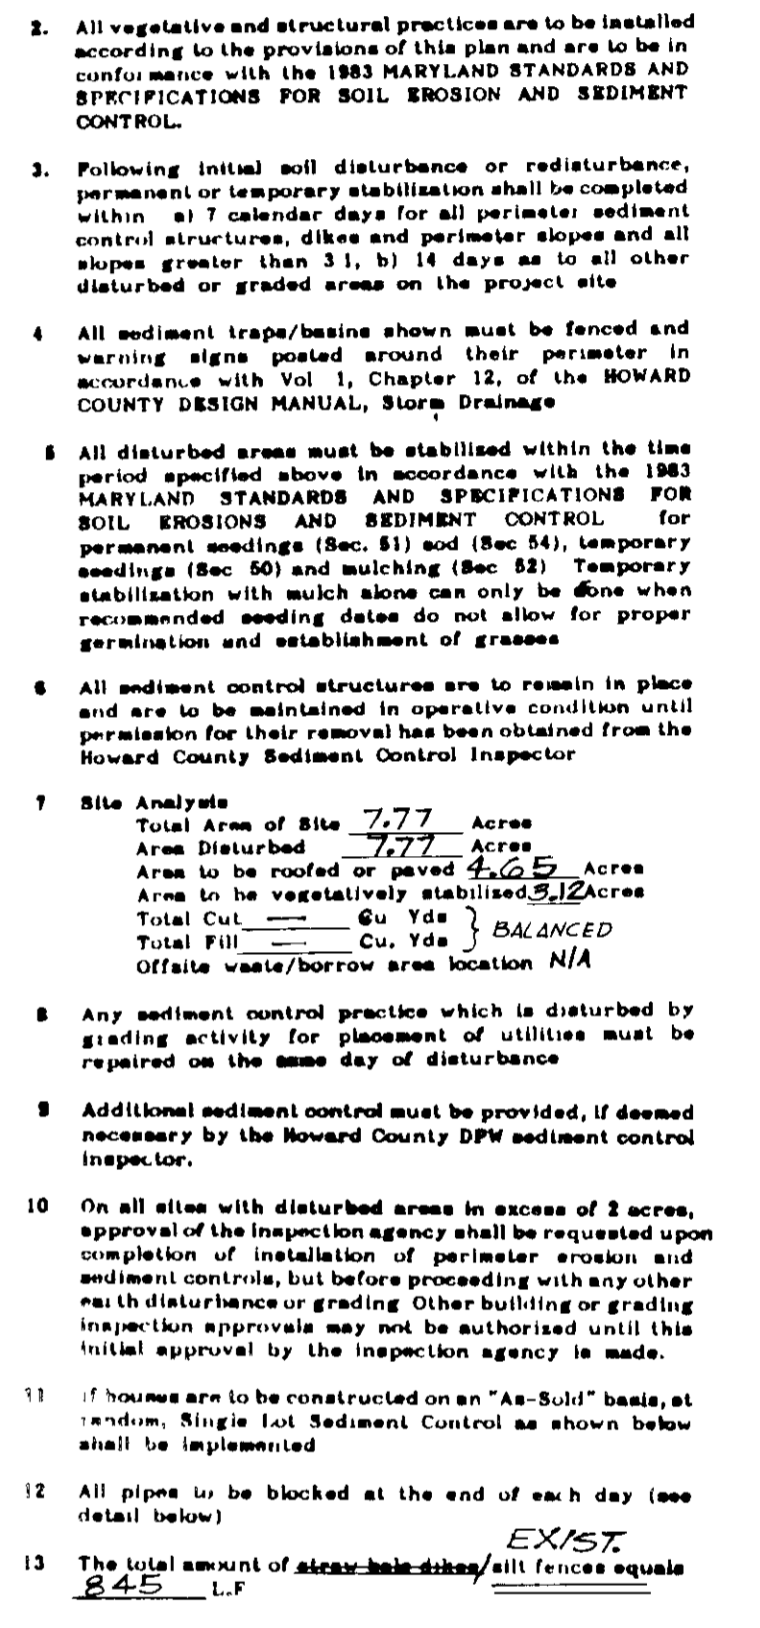 2. All vegetative and structural practices are to be installed
according to the provisions of this plan and are to be in
conformance with the 1983 MARYLAND STANDARDS AND
SPECIFICATIONS FOR SOIL EROSION AND SEDIMENT
CONTROL.
3. Following initial soil disturbance or redisturbance,
permanent or temporary stabilization shall be completed
within a) 7 calendar days for all perimeter sediment
control structures, dikes and perimeter slopes and all
slopes greater than 3 1, b) 14 days as to all other
disturbed or graded areas on the project site
4 All sediment traps/basins shown must be fenced and
warning signs posted around their perimeter in
accordance with Vol 1, Chapter 12, of the HOWARD
COUNTY DESIGN MANUAL, Storm Drainage
5 All disturbed areas must be stabilized within the time
period specified above in accordance with the 1983
MARYLAND STANDARDS AND SPECIFICATIONS FOR
SOIL EROSIONS AND SEDIMENT CONTROL for
permanent seedings (Sec. 51) sod (Sec 54), temporary
seedings (Sec 50) and mulching (Sec 52) Temporary
stabilization with mulch alone can only be done when
recommended seeding dates do not allow for proper
germination and establishment of grasses
6 All sediment control structures are to remain in place
and are to be maintained in operative condition until
permission for their removal has been obtained from the
Howard County Sediment Control Inspector
7 Site Analysis
Total Area of Site 7.77 Acres
Area Disturbed 7.77 Acres
Area to be roofed or paved 4.65 Acres
Area to be vegetatively stabilized 3.12 Acres
Total Cut — Cu Yds
Total Fill — Cu. Yds } BALANCED
Offsite waste/borrow area location N/A
8 Any sediment control practice which is disturbed by
grading activity for placement of utilities must be
repaired on the same day of disturbance
9 Additional sediment control must be provided, if deemed
necessary by the Howard County DPW sediment control
inspector.
10 On all sites with disturbed areas in excess of 2 acres,
approval of the inspection agency shall be requested upon
completion of installation of perimeter erosion and
sediment controls, but before proceeding with any other
earth disturbance or grading Other building or grading
inspection approvals may not be authorized until this
initial approval by the inspection agency is made.
11 If houses are to be constructed on an "As-Sold" basis, at
random, Single Lot Sediment Control as shown below
shall be implemented
12 All pipes to be blocked at the end of each day (see
detail below)
EXIST.
13 The total amount of straw bale dikes/silt fences equals
845 L.F